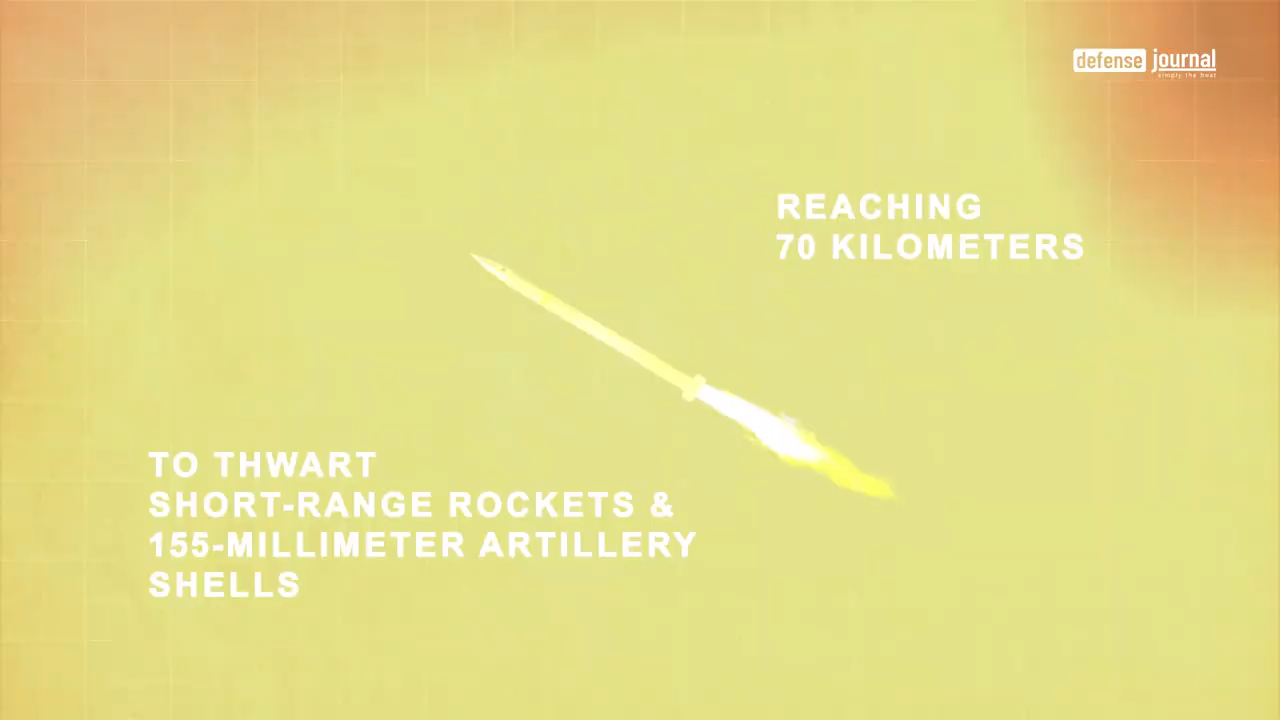 defense journal
simply the best
REACHING
70 KILOMETERS
TO THWART
SHORT-RANGE ROCKETS &
155-MILLIMETER ARTILLERY
SHELLS